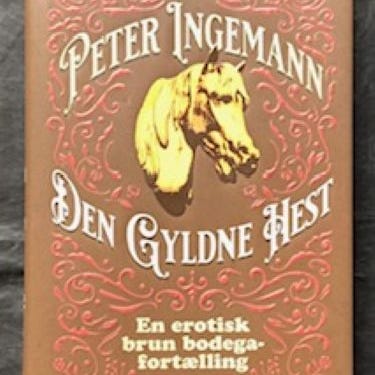 PETER INGEMANN
DEN GYLDNE HEST
En erotisk
brun bodega-
fortælling